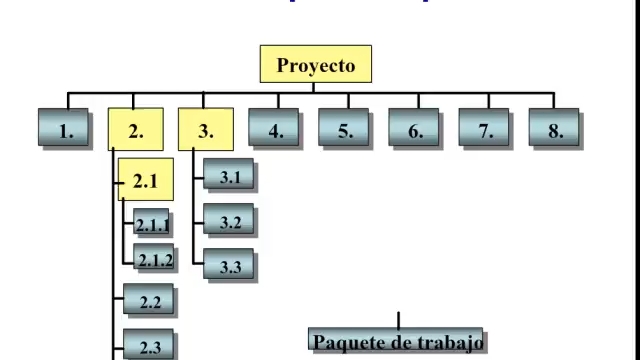 Proyecto
1. 2. 3. 4. 5. 6. 7. 8.
2.1 3.1
2.1.1 3.2
2.1.2 3.3
2.2
2.3 Paquete de trabajo